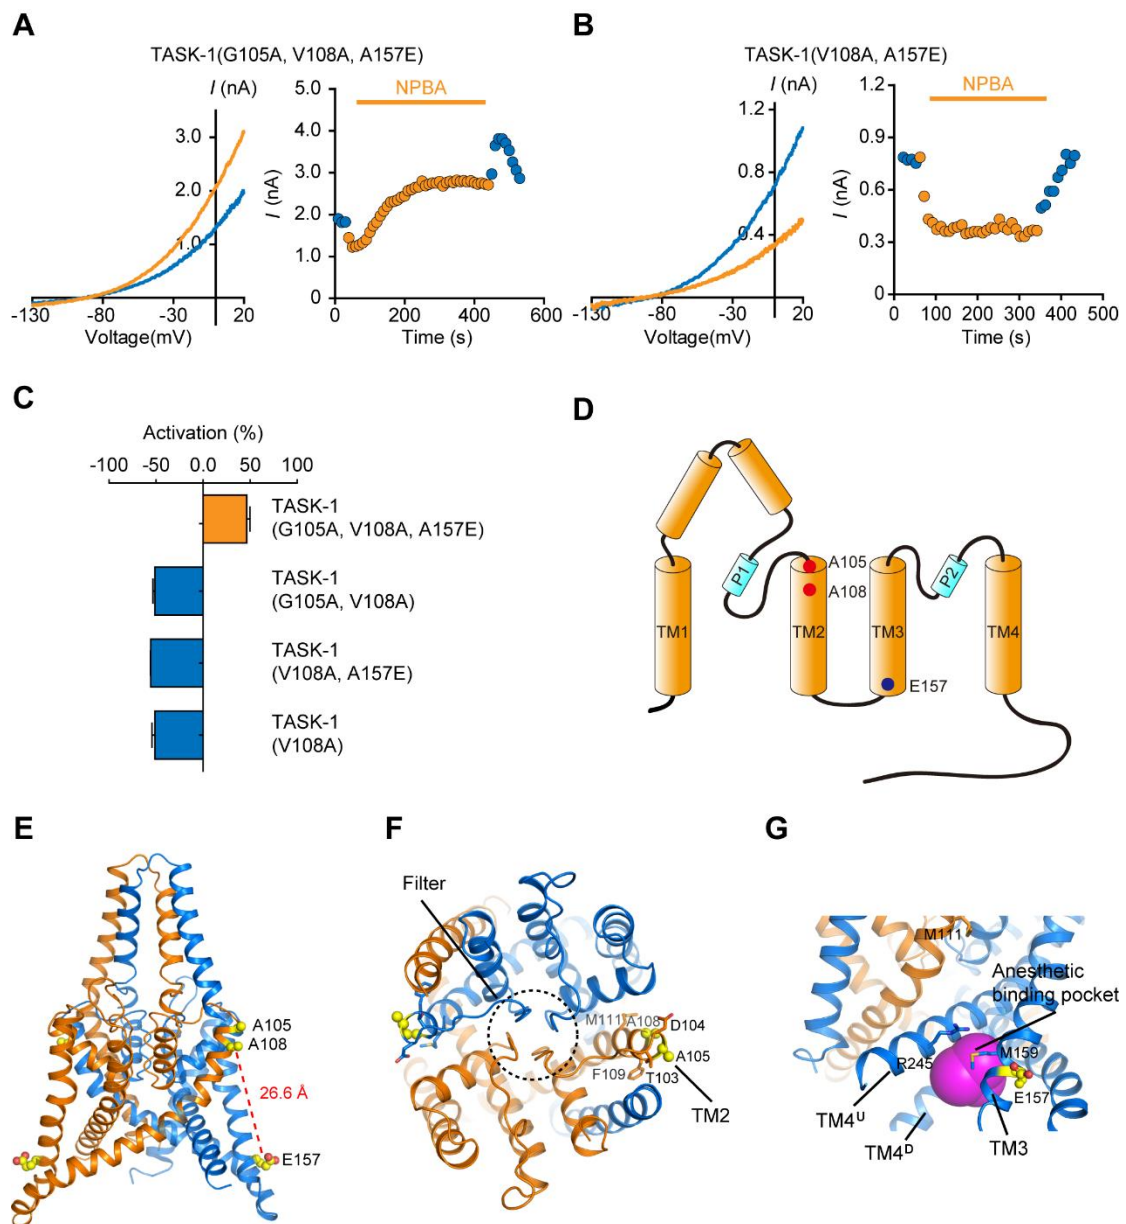 A
TASK-1(G105A, V108A, A157E)
I (nA)
3.0
2.0
1.0
-130
-80
-30
20
Voltage(mV)
NPBA
5.0
4.0
3.0
2.0
1.0
0
I (nA)
0
200
400
600
Time (s)
B
TASK-1(V108A, A157E)
I (nA)
1.2
0.8
0.4
-130
-80
-30
20
Voltage(mV)
NPBA
1.2
0.9
0.6
0.3
0
I (nA)
0
100
200
300
400
500
Time (s)
C
Activation (%)
-100 -50 0.0 50 100
TASK-1
(G105A, V108A, A157E)
TASK-1
(G105A, V108A)
TASK-1
(V108A, A157E)
TASK-1
(V108A)
D
P1
A105
A108
P2
TM1
TM2
TM3
TM4
E157
E
A105
A108
26.6 Å
E157
F
Filter
M111
A108
D104
A105
F109
T103
TM2
G
M111
Anesthetic
binding pocket
R245
M159
E157
TM4U
TM4D
TM3